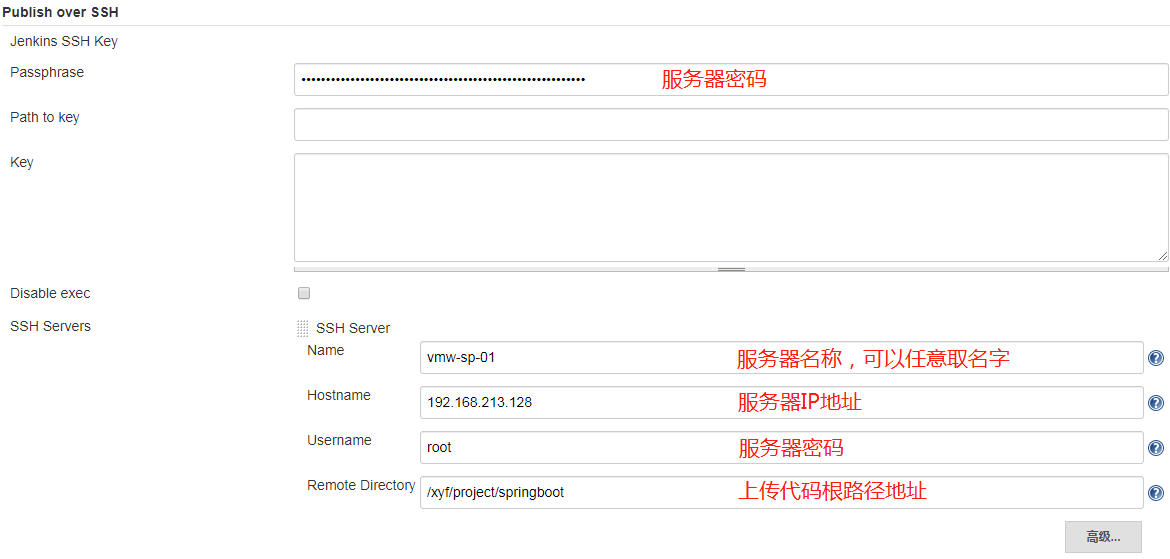 Publish over SSH
Jenkins SSH Key
Passphrase •••••••••••••••••••••••••••••••••••••••••••••••••••••••••• 服务器密码
Path to key
Key
Disable exec
SSH Servers
SSH Server
Name vmw-sp-01 服务器名称，可以任意取名字
Hostname 192.168.213.128 服务器IP地址
Username root 服务器密码
Remote Directory /xyf/project/springboot 上传代码根路径地址
高级...